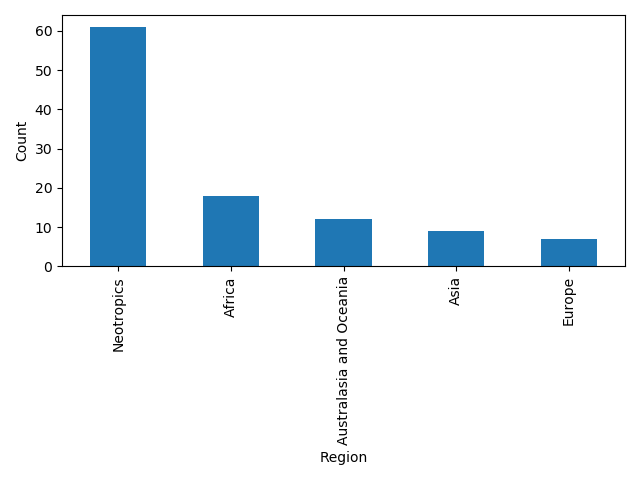 60
50
40
30
20
10
0
Count
Neotropics
Africa
Australasia and Oceania
Asia
Europe
Region